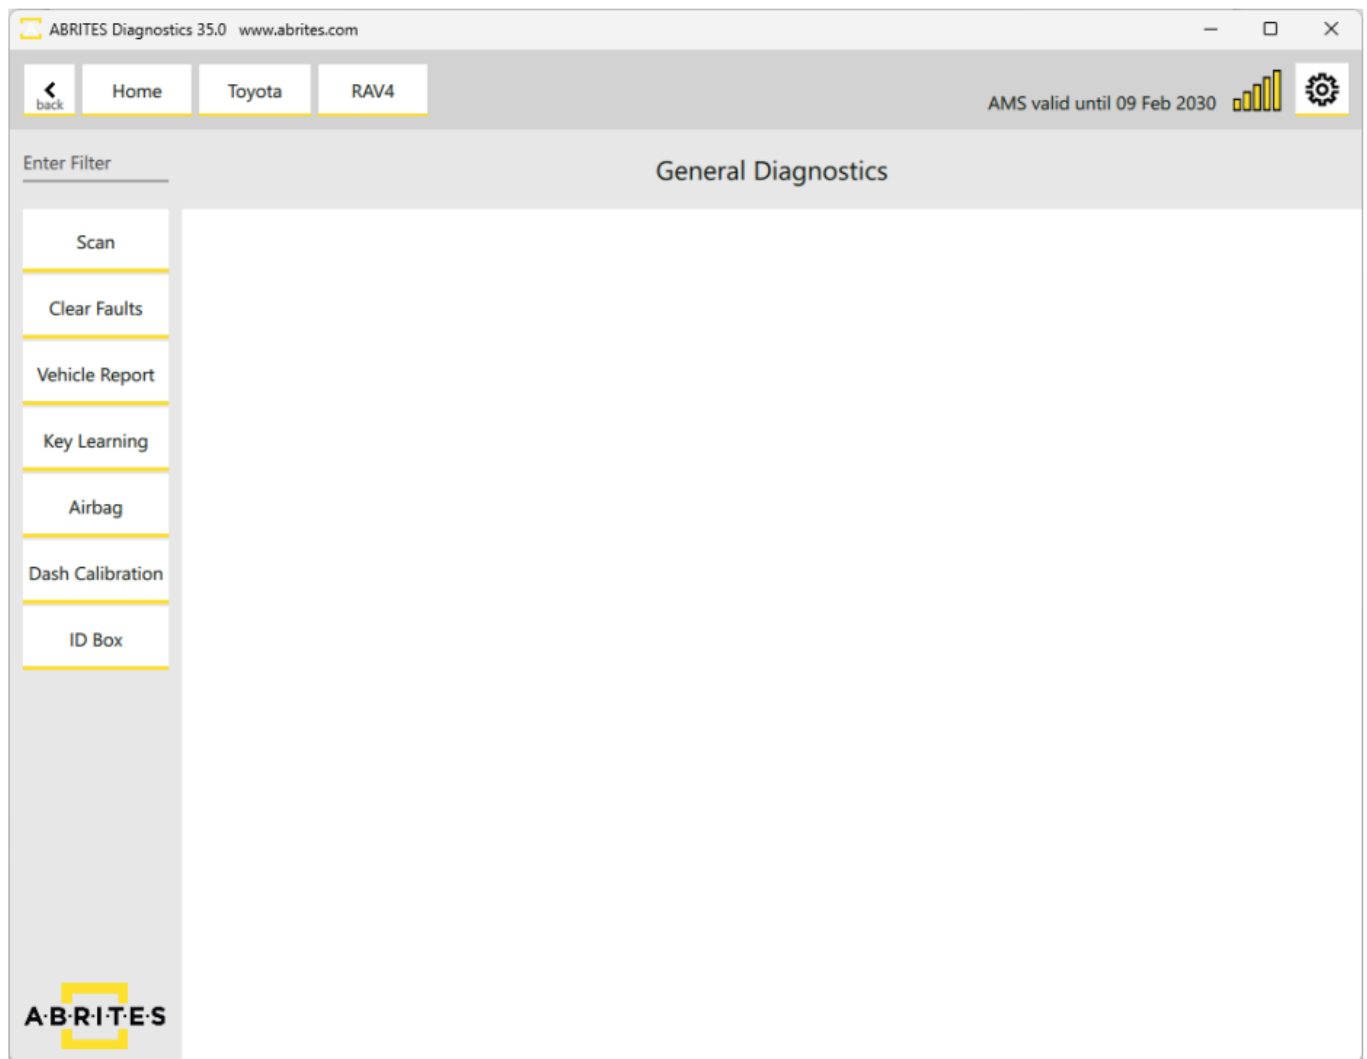 ABRITES Diagnostics 35.0 www.abrites.com
back
Home
Toyota
RAV4
AMS valid until 09 Feb 2030
Enter Filter
General Diagnostics
Scan
Clear Faults
Vehicle Report
Key Learning
Airbag
Dash Calibration
ID Box
A·B·R·I·T·E·S